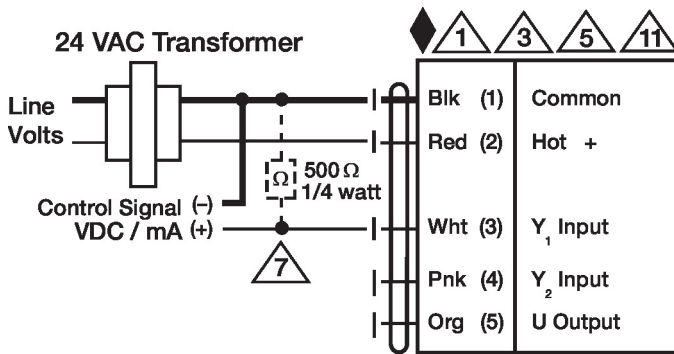 24 VAC Transformer
1 3 5 11
Line
Volts
Blk (1) Common
Red (2) Hot +
Ω 500 Ω
1/4 watt
Control Signal (–)
VDC / mA (+)
Wht (3) Y₁ Input
7
Pnk (4) Y₂ Input
Org (5) U Output